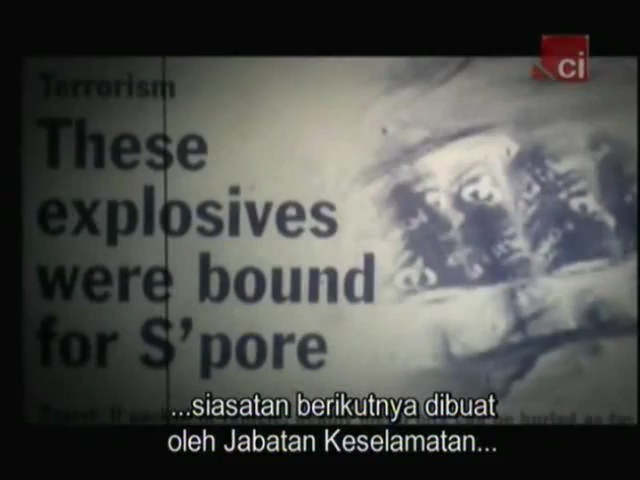 ci
Terrorism
These
explosives
were bound
for S'pore
...siasatan berikutnya dibuat
oleh Jabatan Keselamatan...